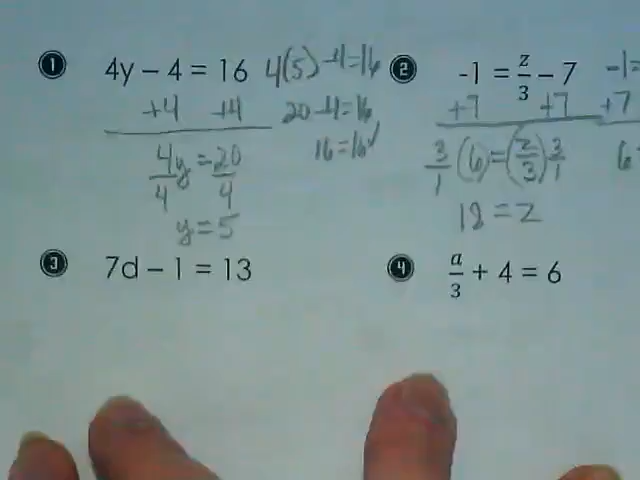 1 4y – 4 = 16 4(5) -4=16
+4 +4 20-4=16
4y = 20 16=16✓
4 4
y = 5
2 -1 = z/3 – 7 -1=
+7 +7 +7
3/1 (6) = (z/3) 3/1 6
18 = z
3 7d – 1 = 13
4 a/3 + 4 = 6